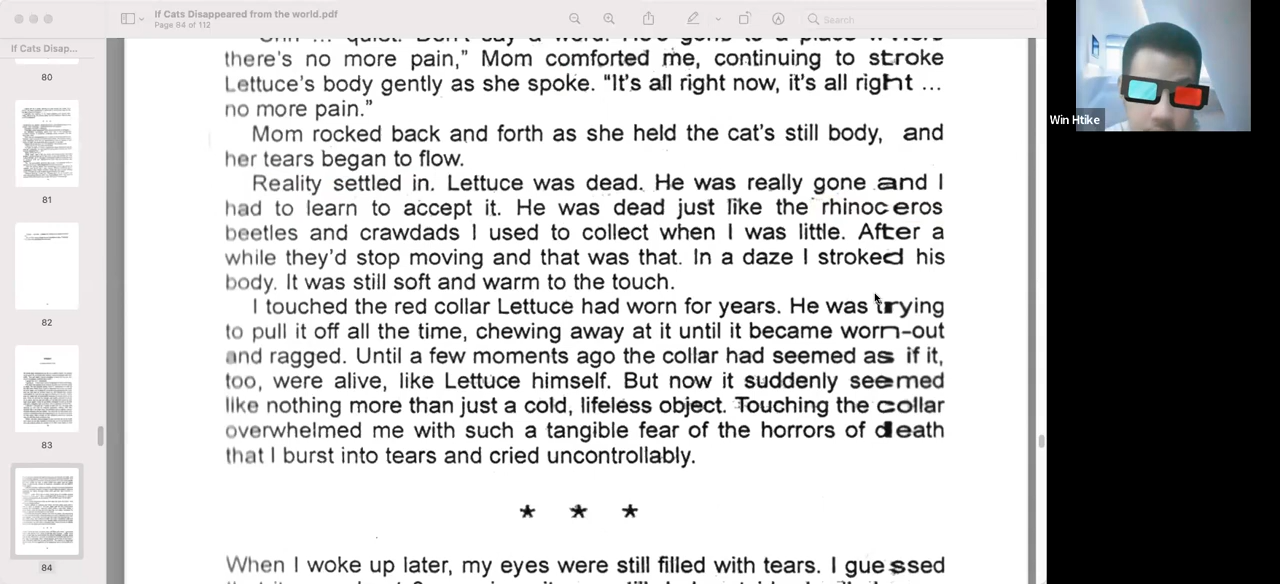 If Cats Disappeared from the world.pdf
Page 84 of 112
Search
If Cats Disap...
80
81
82
83
84
Win Htike
quiet. Don't say a word. He's gone to a place where
there's no more pain,” Mom comforted me, continuing to stroke
Lettuce's body gently as she spoke. “It's all right now, it's all right ...
no more pain.”
Mom rocked back and forth as she held the cat's still body, and
her tears began to flow.
Reality settled in. Lettuce was dead. He was really gone and I
had to learn to accept it. He was dead just like the rhinoceros
beetles and crawdads I used to collect when I was little. After a
while they'd stop moving and that was that. In a daze I stroked his
body. It was still soft and warm to the touch.
I touched the red collar Lettuce had worn for years. He was trying
to pull it off all the time, chewing away at it until it became worn-out
and ragged. Until a few moments ago the collar had seemed as if it,
too, were alive, like Lettuce himself. But now it suddenly seemed
like nothing more than just a cold, lifeless object. Touching the collar
overwhelmed me with such a tangible fear of the horrors of death
that I burst into tears and cried uncontrollably.
* * *
When I woke up later, my eyes were still filled with tears. I guessed